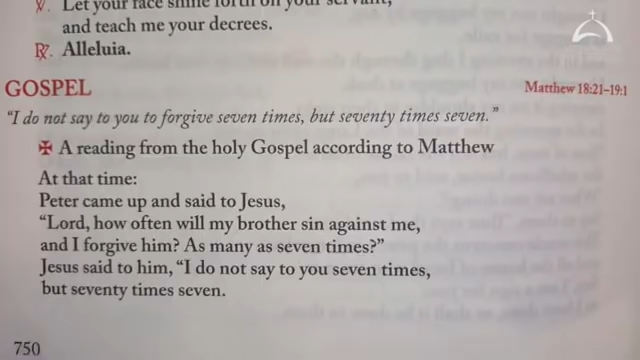 ℣. Let your face shine forth on your servant,
and teach me your decrees.
℟. Alleluia.
GOSPEL
Matthew 18:21–19:1
"I do not say to you to forgive seven times, but seventy times seven."
✠ A reading from the holy Gospel according to Matthew
At that time:
Peter came up and said to Jesus,
"Lord, how often will my brother sin against me,
and I forgive him? As many as seven times?"
Jesus said to him, "I do not say to you seven times,
but seventy times seven.
750